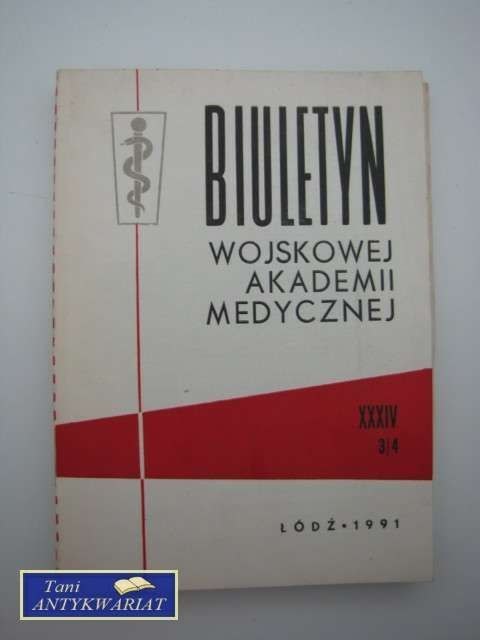 BIULETYN
WOJSKOWEJ
AKADEMII
MEDYCZNEJ
XXXIV
3/4
ŁÓDŹ • 1991
Tani
ANTYKWARIAT